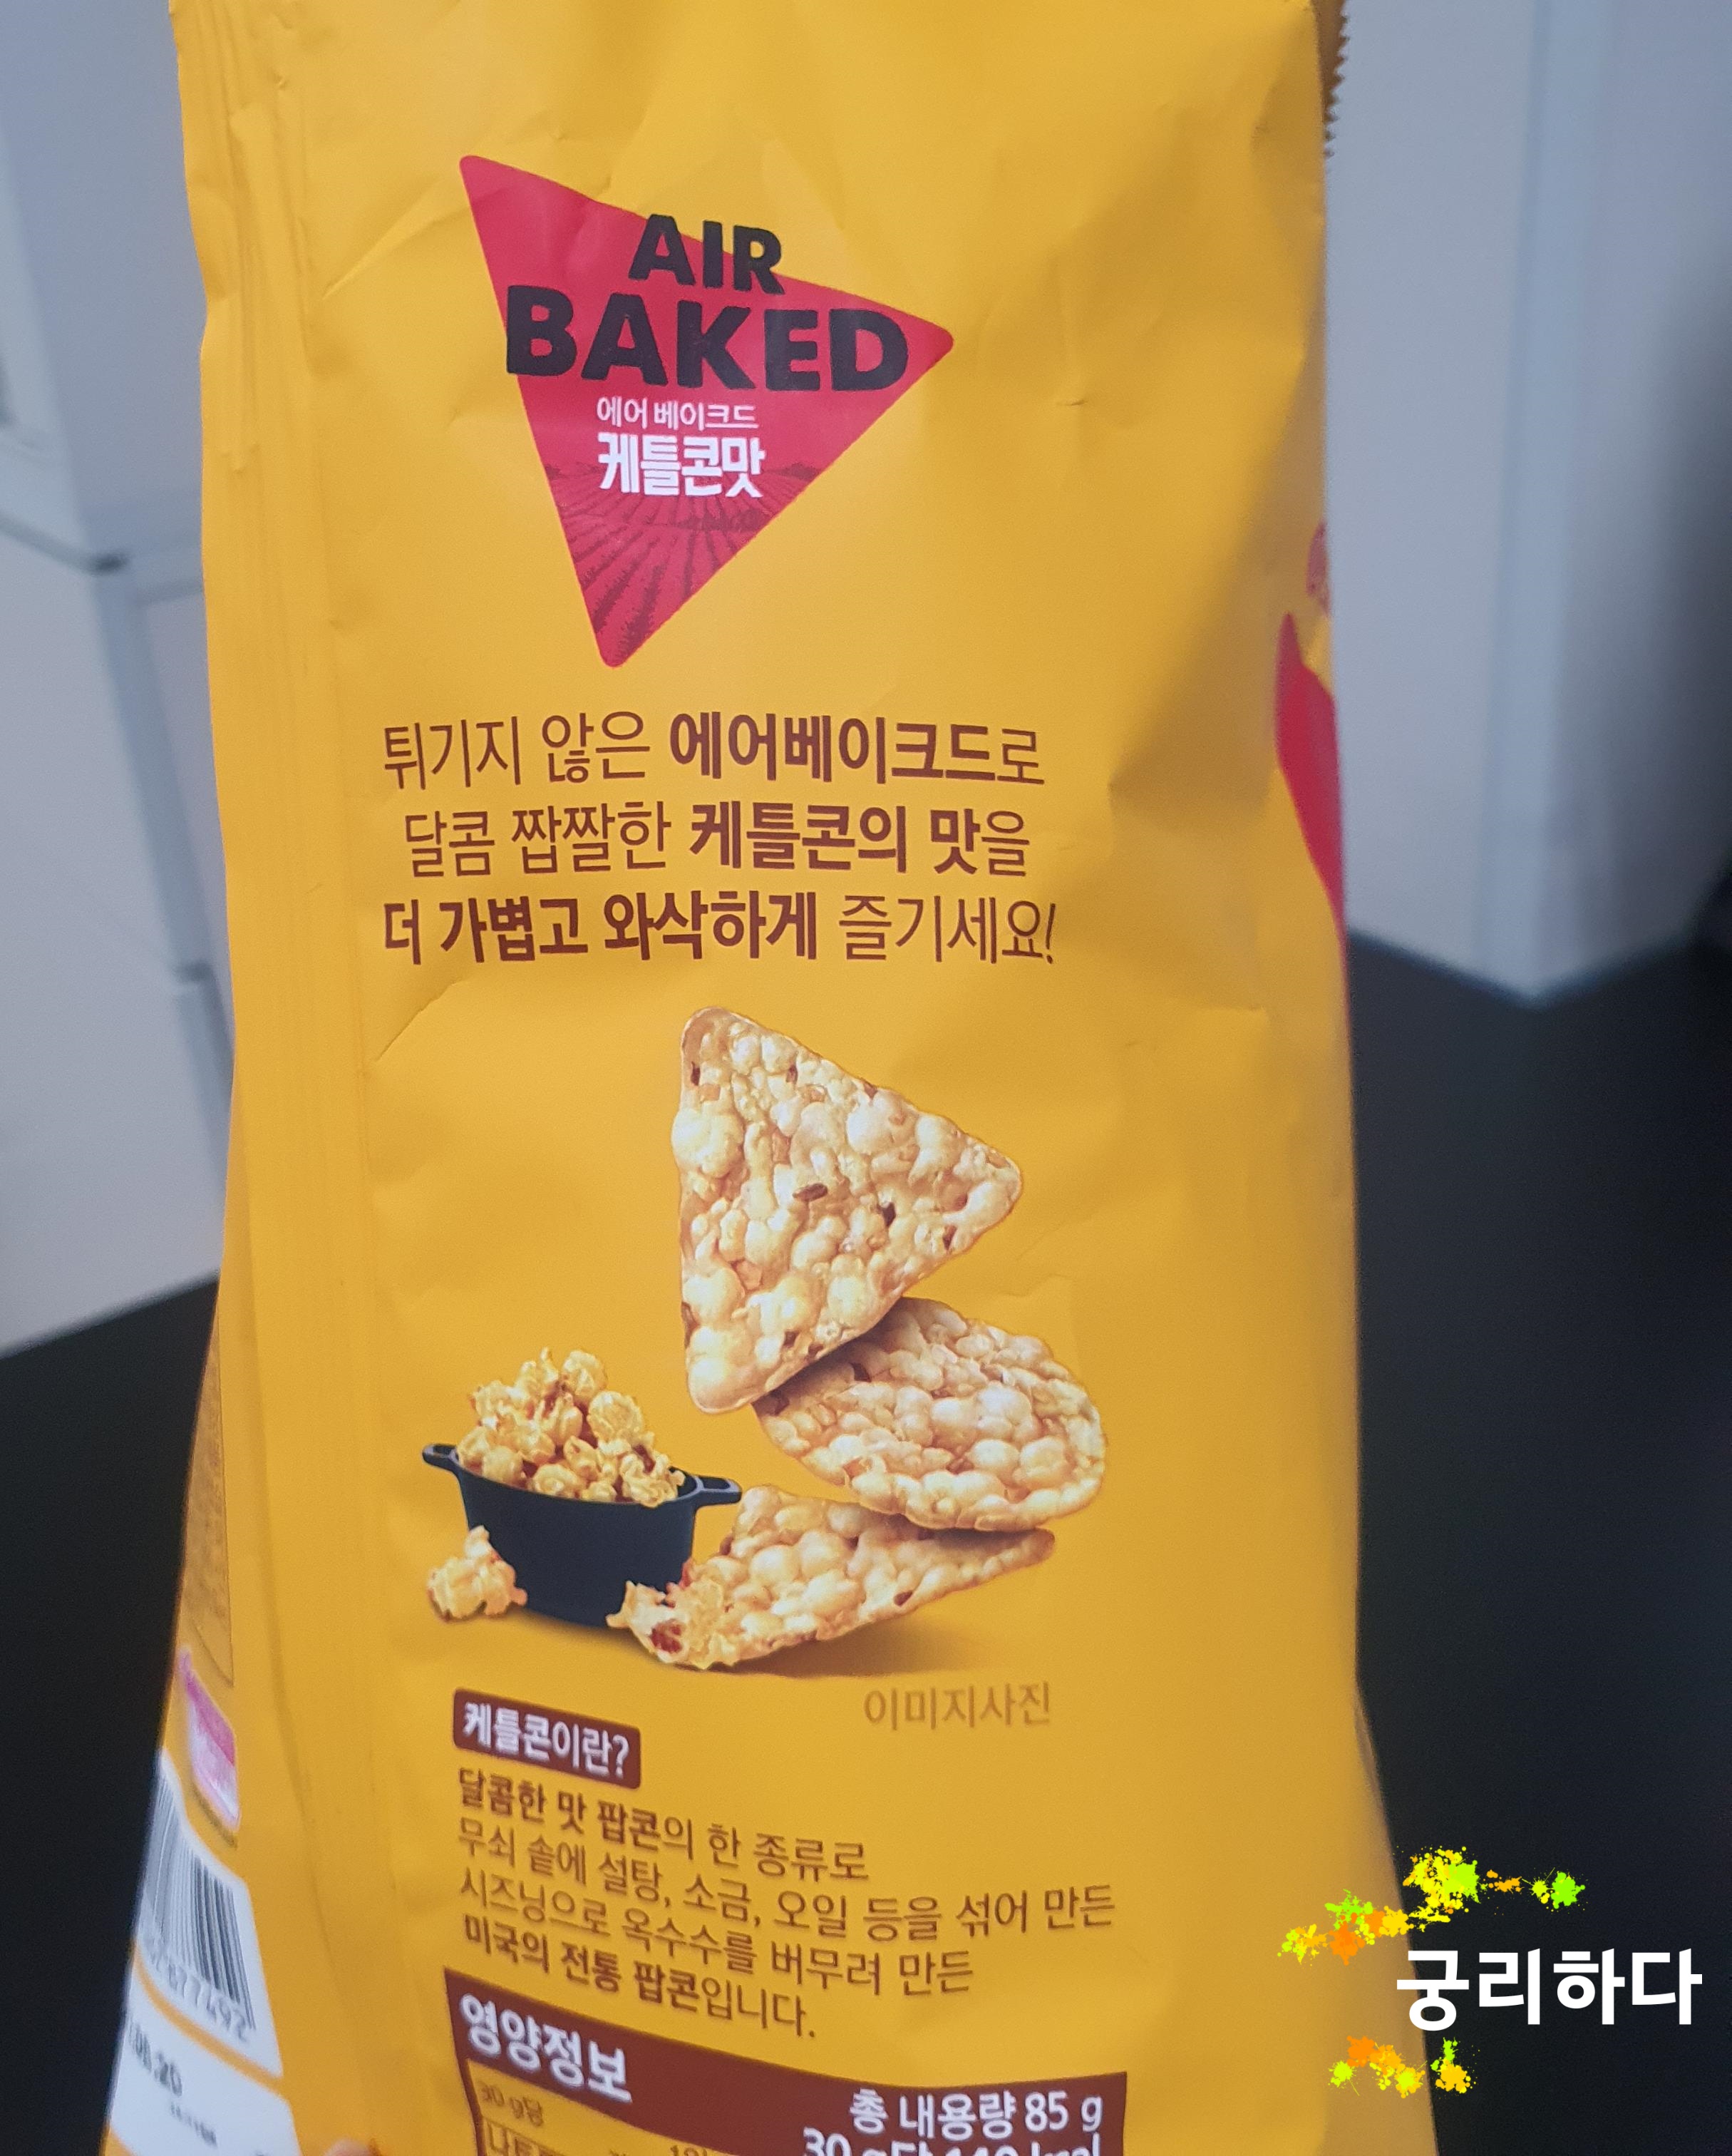 AIR
BAKED
에어 베이크드
케틀콘맛
튀기지 않은 에어베이크드로
달콤 짭짤한 케틀콘의 맛을
더 가볍고 와삭하게 즐기세요!
이미지사진
케틀콘이란?
달콤한 맛 팝콘의 한 종류로
무쇠 솥에 설탕, 소금, 오일 등을 섞어 만든
시즈닝으로 옥수수를 버무려 만든
미국의 전통 팝콘입니다.
영양정보
총 내용량 85 g
30 g당
30 g당
궁리하다